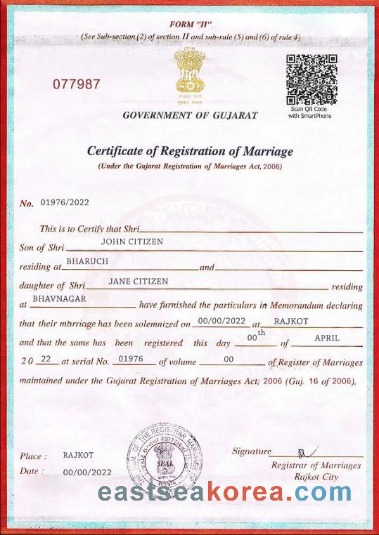 FORM "II"
(See Sub-section (2) of section II and sub-rule (5) and (6) of rule 4)
077987
Scan QR Code
with SmartPhone
GOVERNMENT OF GUJARAT
Certificate of Registration of Marriage
(Under the Gujarat Registration of Marriages Act, 2006)
No. 01976/2022
This is to Certify that Shri
Son of Shri JOHN CITIZEN
residing at BHARUCH and
daughter of Shri JANE CITIZEN residing
at BHAVNAGAR have furnished the particulars in Memorandum declaring
that their marriage has been solemnized on 00/00/2022 at RAJKOT
and that the same has been registered this day 00th of APRIL
20 22 at serial No. 01976 of volume 00 of Register of Marriages
maintained under the Gujarat Registration of Marriages Act; 2006 (Guj. 16 of 2006).
Place : RAJKOT
Date : 00/00/2022
SEAL
Signature
Registrar of Marriages
Rajkot City
eastseakorea.com